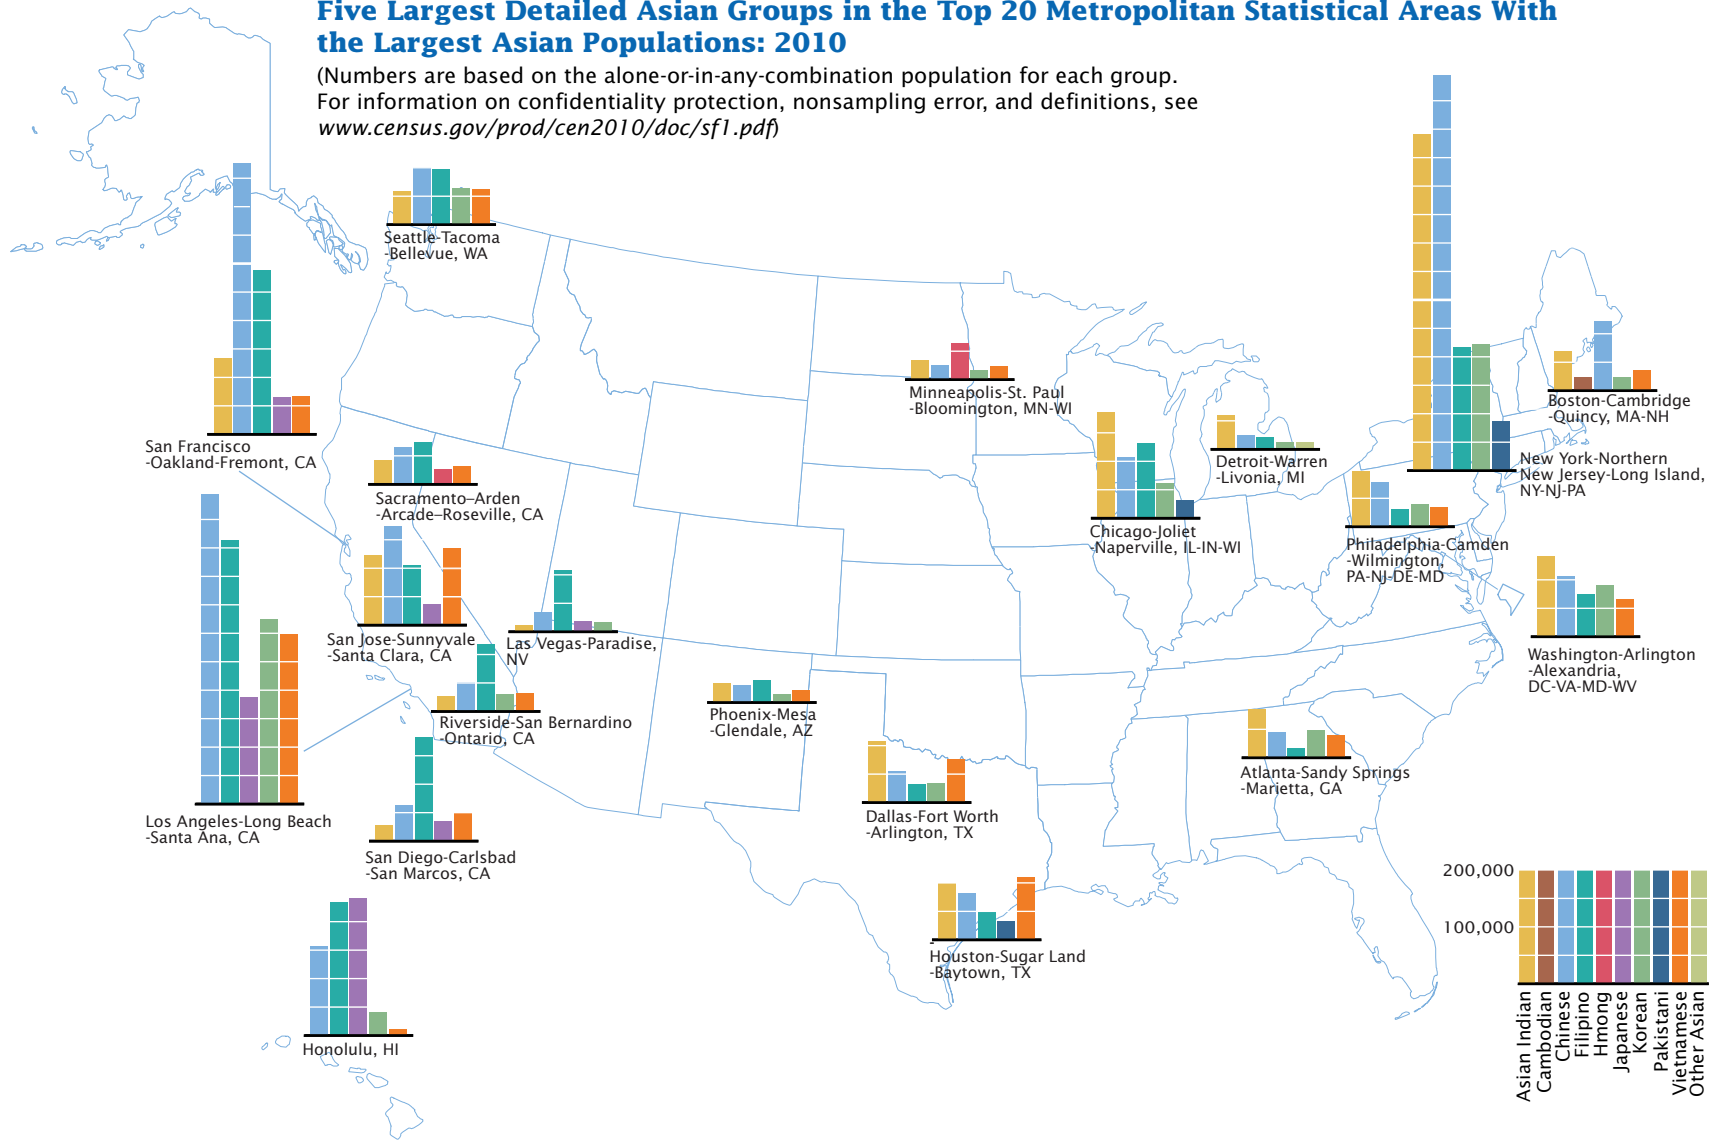 Five Largest Detailed Asian Groups in the Top 20 Metropolitan Statistical Areas With
the Largest Asian Populations: 2010
(Numbers are based on the alone-or-in-any-combination population for each group.
For information on confidentiality protection, nonsampling error, and definitions, see
www.census.gov/prod/cen2010/doc/sf1.pdf)
Seattle-Tacoma
-Bellevue, WA
Minneapolis-St. Paul
-Bloomington, MN-WI
Boston-Cambridge
-Quincy, MA-NH
San Francisco
-Oakland-Fremont, CA
Detroit-Warren
-Livonia, MI
New York-Northern
New Jersey-Long Island,
NY-NJ-PA
Sacramento–Arden
-Arcade–Roseville, CA
Chicago-Joliet
-Naperville, IL-IN-WI
Philadelphia-Camden
-Wilmington,
PA-NJ-DE-MD
San Jose-Sunnyvale
-Santa Clara, CA
Las Vegas-Paradise,
NV
Washington-Arlington
-Alexandria,
DC-VA-MD-WV
Riverside-San Bernardino
-Ontario, CA
Phoenix-Mesa
-Glendale, AZ
Atlanta-Sandy Springs
-Marietta, GA
Los Angeles-Long Beach
-Santa Ana, CA
Dallas-Fort Worth
-Arlington, TX
San Diego-Carlsbad
-San Marcos, CA
Houston-Sugar Land
-Baytown, TX
Honolulu, HI
200,000
100,000
Asian Indian
Cambodian
Chinese
Filipino
Hmong
Japanese
Korean
Pakistani
Vietnamese
Other Asian